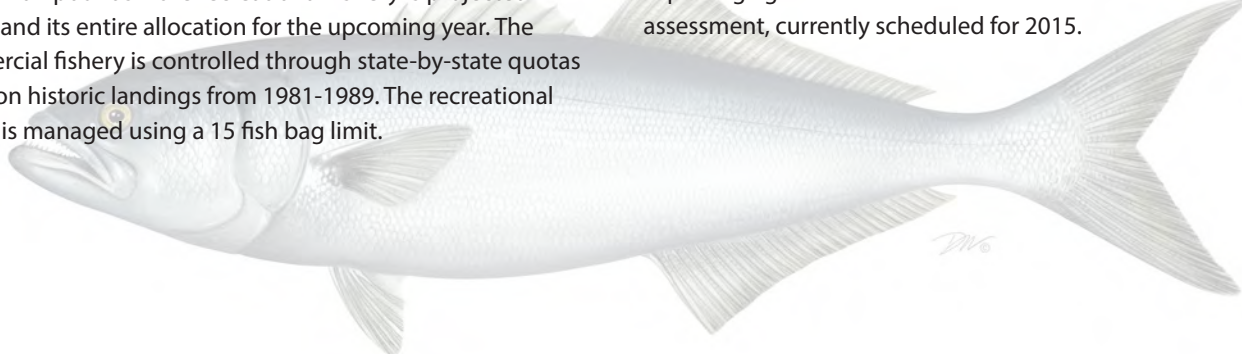 and its entire allocation for the upcoming year. The
fishery is controlled through state-by-state quotas
on historic landings from 1981-1989. The recreational
is managed using a 15 fish bag limit.
assessment, currently scheduled for 2015.